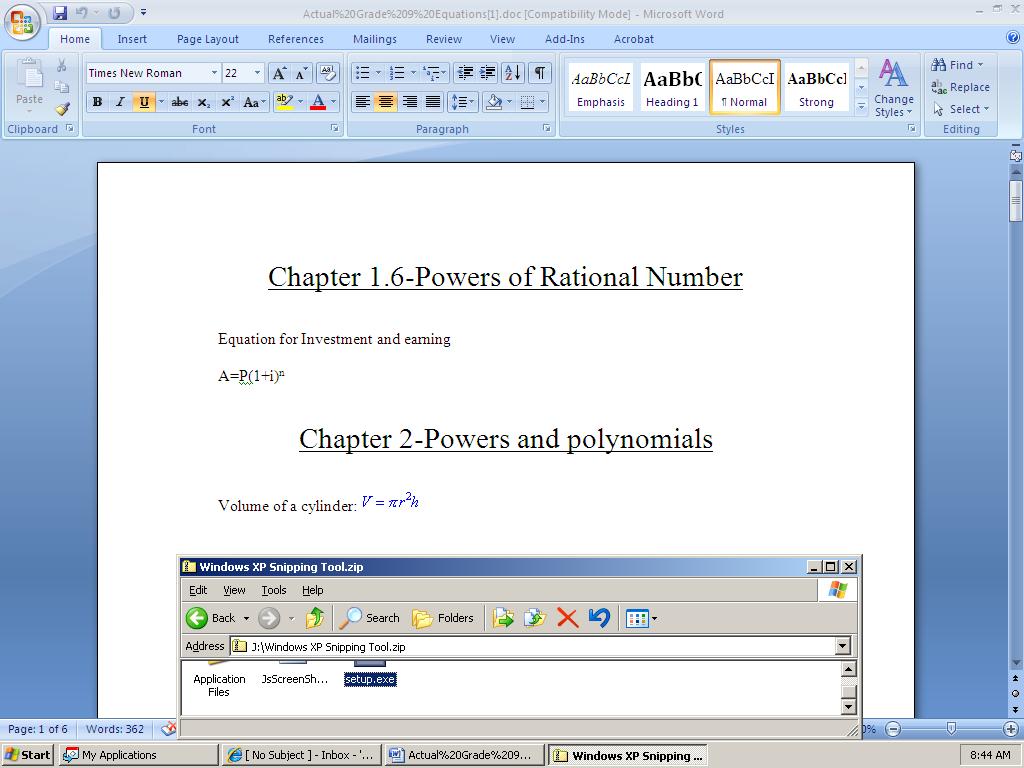 Actual%20Grade%209%20Equations[1].doc [Compatibility Mode] - Microsoft Word
Home Insert Page Layout References Mailings Review View Add-Ins Acrobat
Paste
Clipboard
Times New Roman 22
B I U abc x₂ x² Aa
Font
Paragraph
AaBbCcI AaBbC AaBbCcI AaBbCcl
Emphasis Heading 1 ¶ Normal Strong
Change Styles
Styles
Find
Replace
Select
Editing
Chapter 1.6-Powers of Rational Number
Equation for Investment and earning
A=P(1+i)ⁿ
Chapter 2-Powers and polynomials
Volume of a cylinder: V = πr²h
Windows XP Snipping Tool.zip
Edit View Tools Help
Back Search Folders
Address J:\Windows XP Snipping Tool.zip
Application Files JsScreenSh... setup.exe
Page: 1 of 6 Words: 362
Start My Applications [ No Subject ] - Inbox - '... Actual%20Grade%209... Windows XP Snipping ... 8:44 AM